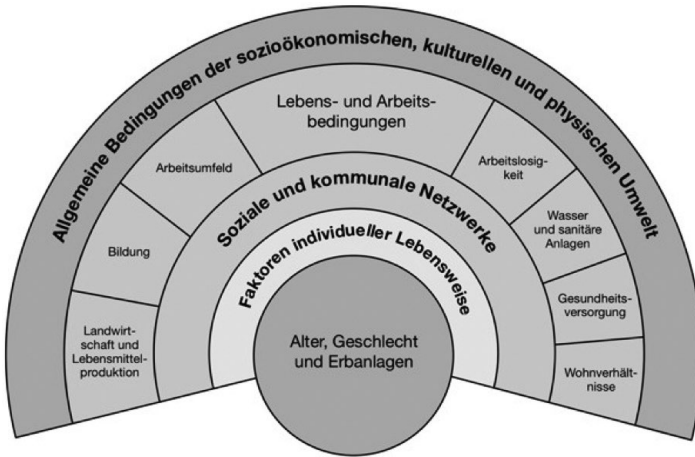 Allgemeine Bedingungen der sozioökonomischen, kulturellen und physischen Umwelt
Lebens- und Arbeits-
bedingungen
Arbeitsumfeld
Bildung
Landwirt-
schaft und
Lebensmittel-
produktion
Arbeitslosig-
keit
Wasser
und sanitäre
Anlagen
Gesundheits-
versorgung
Wohnverhält-
nisse
Soziale und kommunale Netzwerke
Faktoren individueller Lebensweise
Alter, Geschlecht
und Erbanlagen